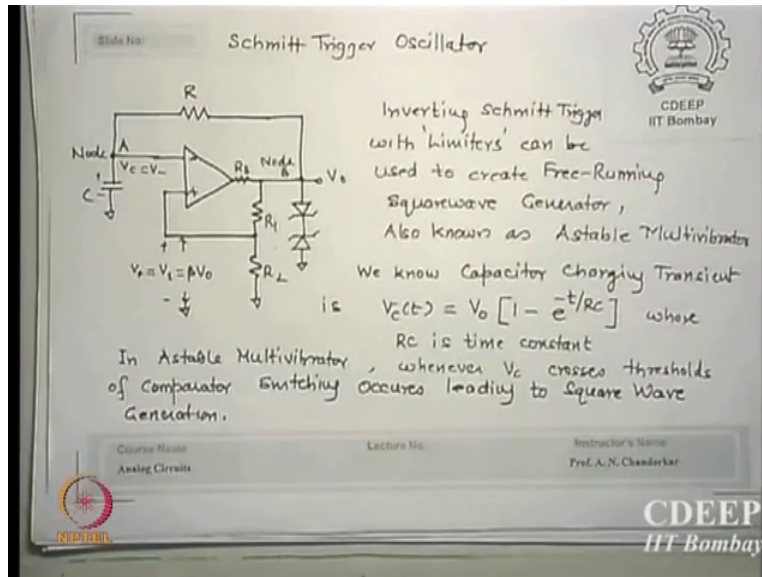 Slide No:
Schmitt Trigger Oscillator
CDEEP
IIT Bombay
R
Node A
Vc = V-
C
+
-
R3
Node B
Vo
R1
R2
V+ = V1 = βVo
Inverting Schmitt Trigger
with 'Limiters' can be
used to create Free-Running
Squarewave Generator,
Also known as Astable Multivibrator
We know Capacitor Charging Transient
is Vc(t) = Vo [1 - e^-t/RC] where
RC is time constant
In Astable Multivibrator, whenever Vc crosses thresholds
of Comparator Switching occures leading to Square Wave
Generation.
Course Name
Analog Circuits
Lecture No.
Instructor's Name
Prof. A. N. Chandorkar
NPTEL
CDEEP
IIT Bombay